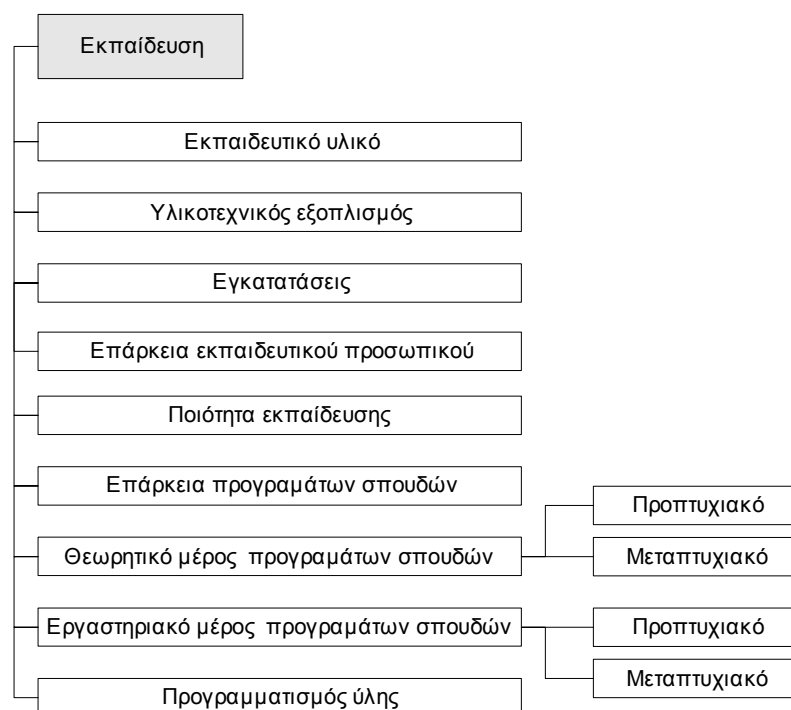 Εκπαίδευση
Εκπαιδευτικό υλικό
Υλικοτεχνικός εξοπλισμός
Εγκατατάσεις
Επάρκεια εκπαιδευτικού προσωπικού
Ποιότητα εκπαίδευσης
Επάρκεια προγραμάτων σπουδών
Προπτυχιακό
Θεωρητικό μέρος προγραμάτων σπουδών
Μεταπτυχιακό
Εργαστηριακό μέρος προγραμάτων σπουδών
Προπτυχιακό
Μεταπτυχιακό
Προγραμματισμός ύλης